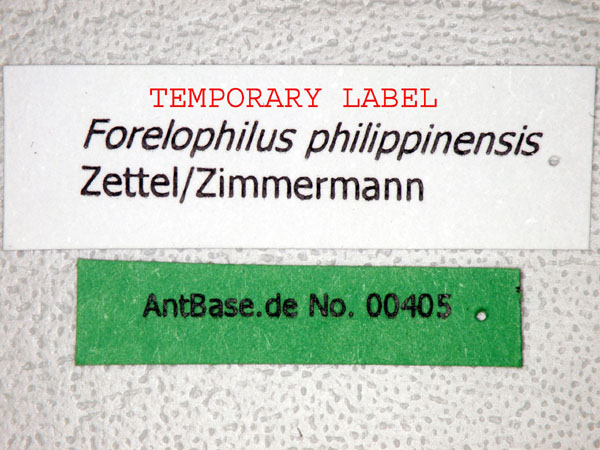 TEMPORARY LABEL
Forelophilus philippinensis
Zettel/Zimmermann
AntBase.de No. 00405